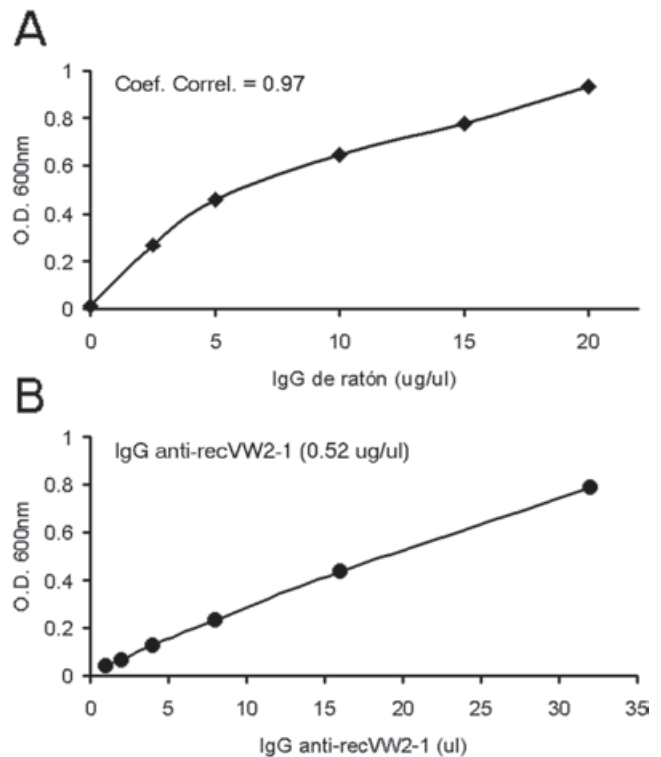 A
Coef. Correl. = 0.97
O.D. 600nm
1
0.8
0.6
0.4
0.2
0
0 5 10 15 20
IgG de ratón (ug/ul)
B
IgG anti-recVW2-1 (0.52 ug/ul)
O.D. 600nm
1
0.8
0.6
0.4
0.2
0
0 5 10 15 20 25 30 35
IgG anti-recVW2-1 (ul)